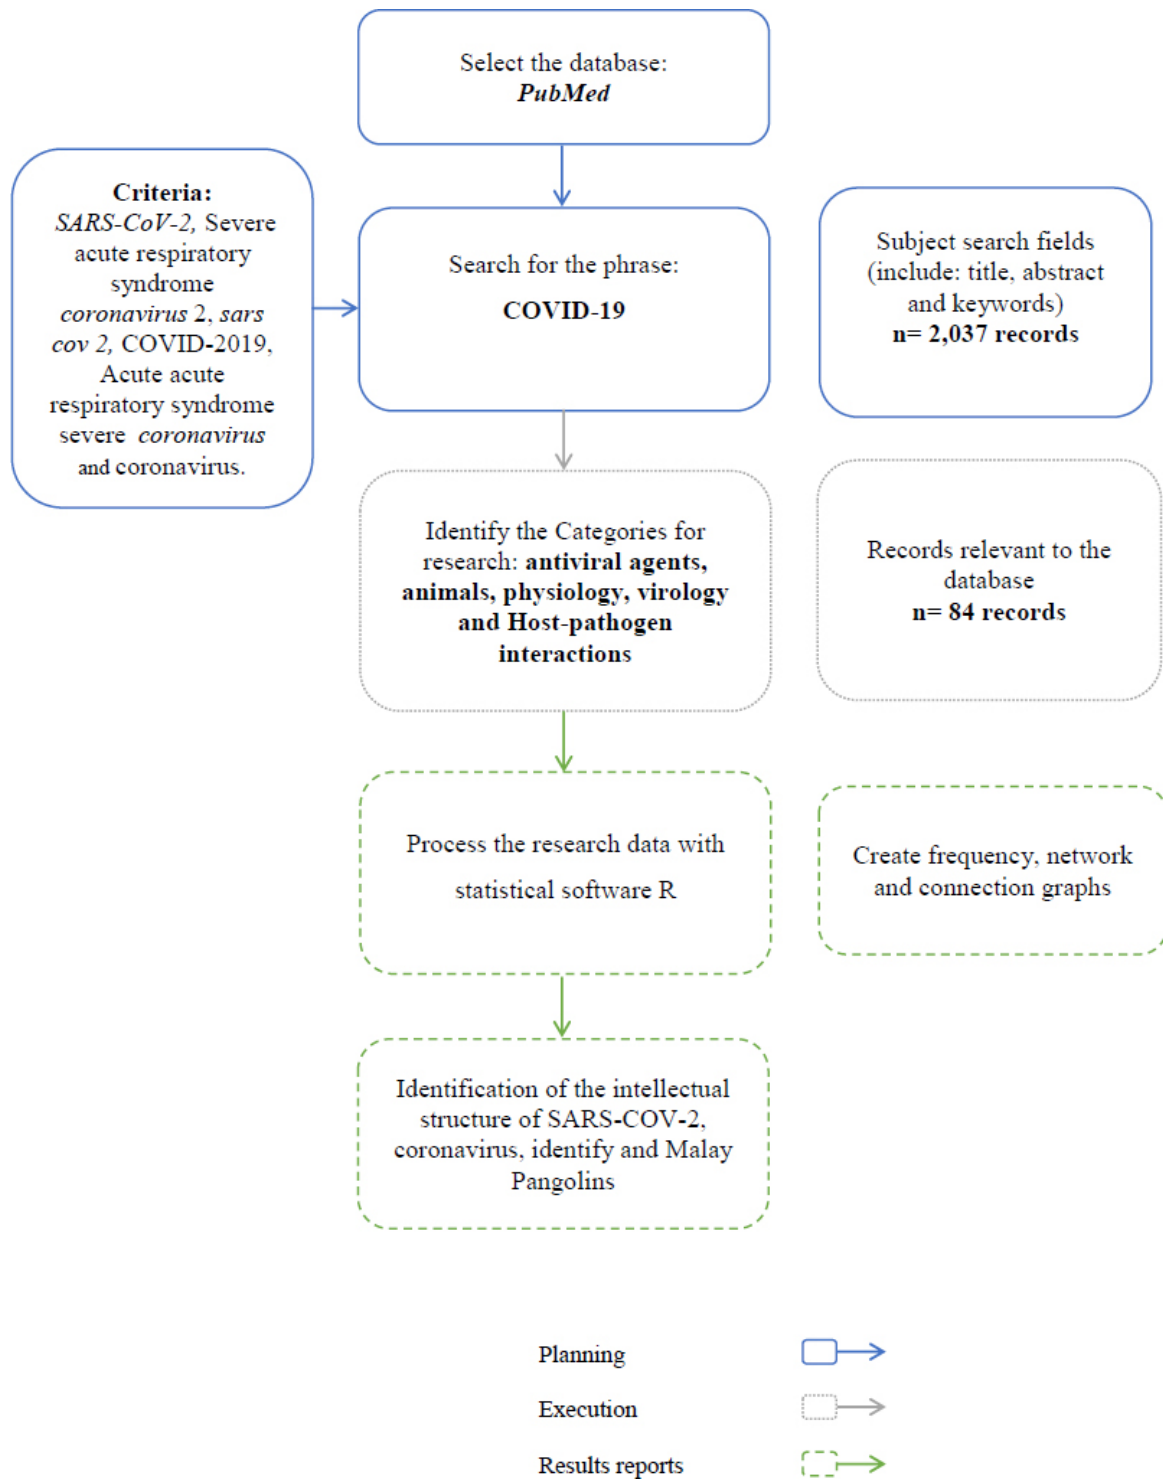 Select the database:
PubMed
Criteria:
SARS-CoV-2, Severe
acute respiratory
syndrome
coronavirus 2, sars
cov 2, COVID-2019,
Acute acute
respiratory syndrome
severe coronavirus
and coronavirus.
Search for the phrase:
COVID-19
Subject search fields
(include: title, abstract
and keywords)
n= 2,037 records
Identify the Categories for
research: antiviral agents,
animals, physiology, virology
and Host-pathogen
interactions
Records relevant to the
database
n= 84 records
Process the research data with
statistical software R
Create frequency, network
and connection graphs
Identification of the intellectual
structure of SARS-COV-2,
coronavirus, identify and Malay
Pangolins
Planning
Execution
Results reports